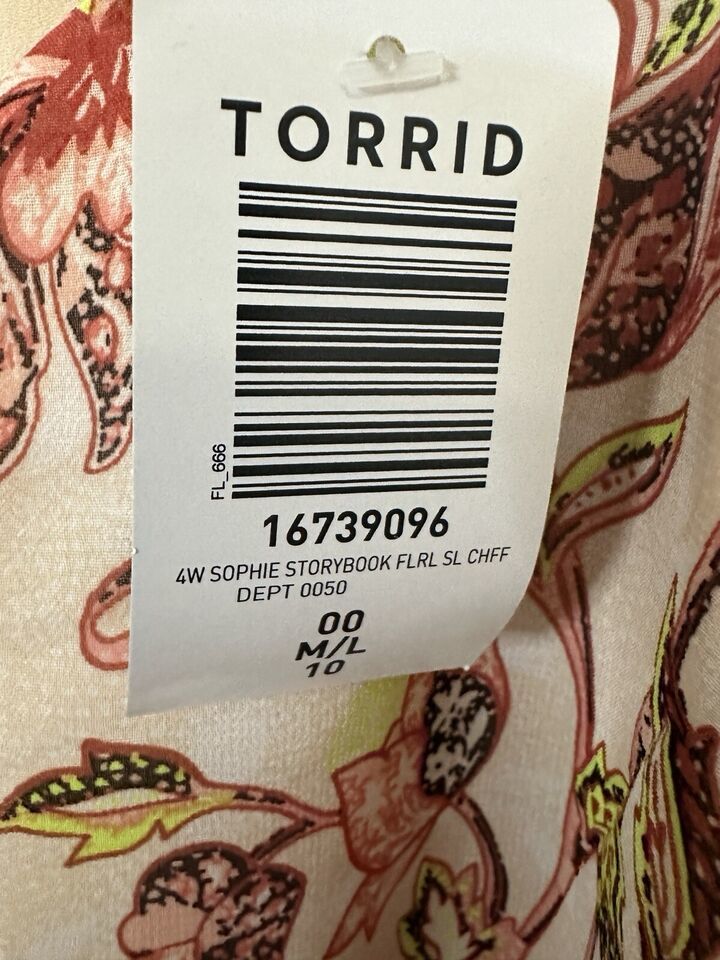 TORRID
FL_666
16739096
4W SOPHIE STORYBOOK FLRL SL CHFF
DEPT 0050
00
M/L
10